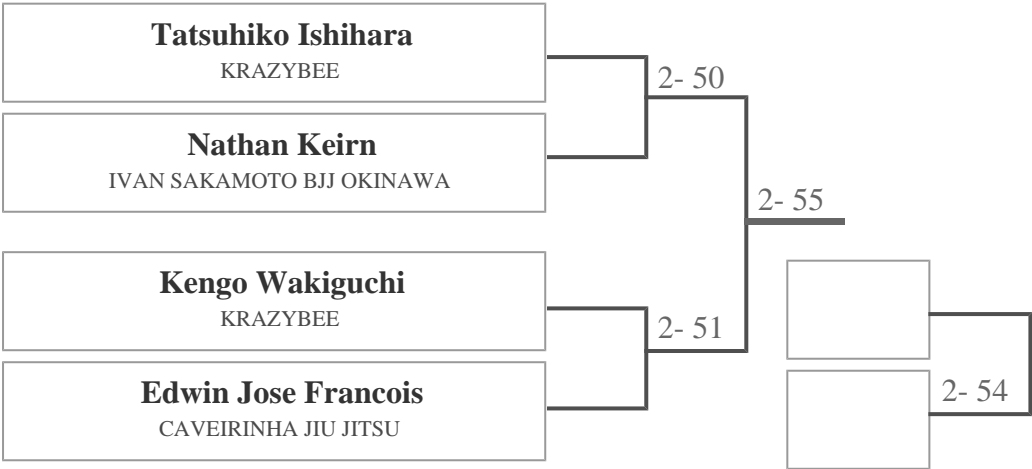 Tatsuhiko Ishihara
KRAZYBEE
2- 50
Nathan Keirn
IVAN SAKAMOTO BJJ OKINAWA
2- 55
Kengo Wakiguchi
KRAZYBEE
2- 51
Edwin Jose Francois
CAVEIRINHA JIU JITSU
2- 54